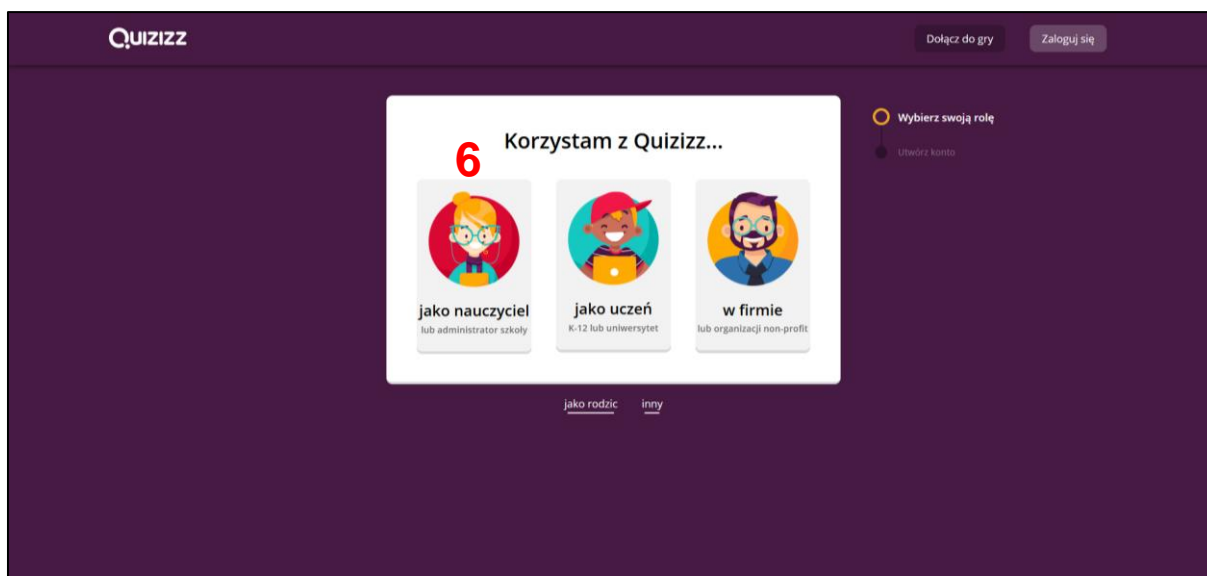 Quizizz
Dołącz do gry
Zaloguj się
Korzystam z Quizizz...
6
jako nauczyciel
lub administrator szkoły
jako uczeń
K-12 lub uniwersytet
w firmie
lub organizacji non-profit
jako rodzic
inny
Wybierz swoją rolę
Utwórz konto